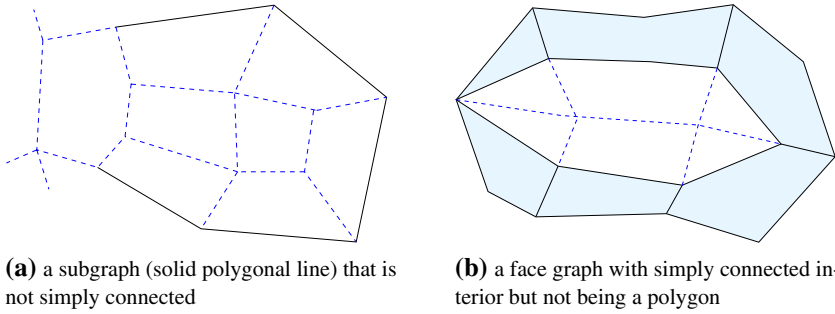 (a) a subgraph (solid polygonal line) that is
not simply connected
(b) a face graph with simply connected in-
terior but not being a polygon